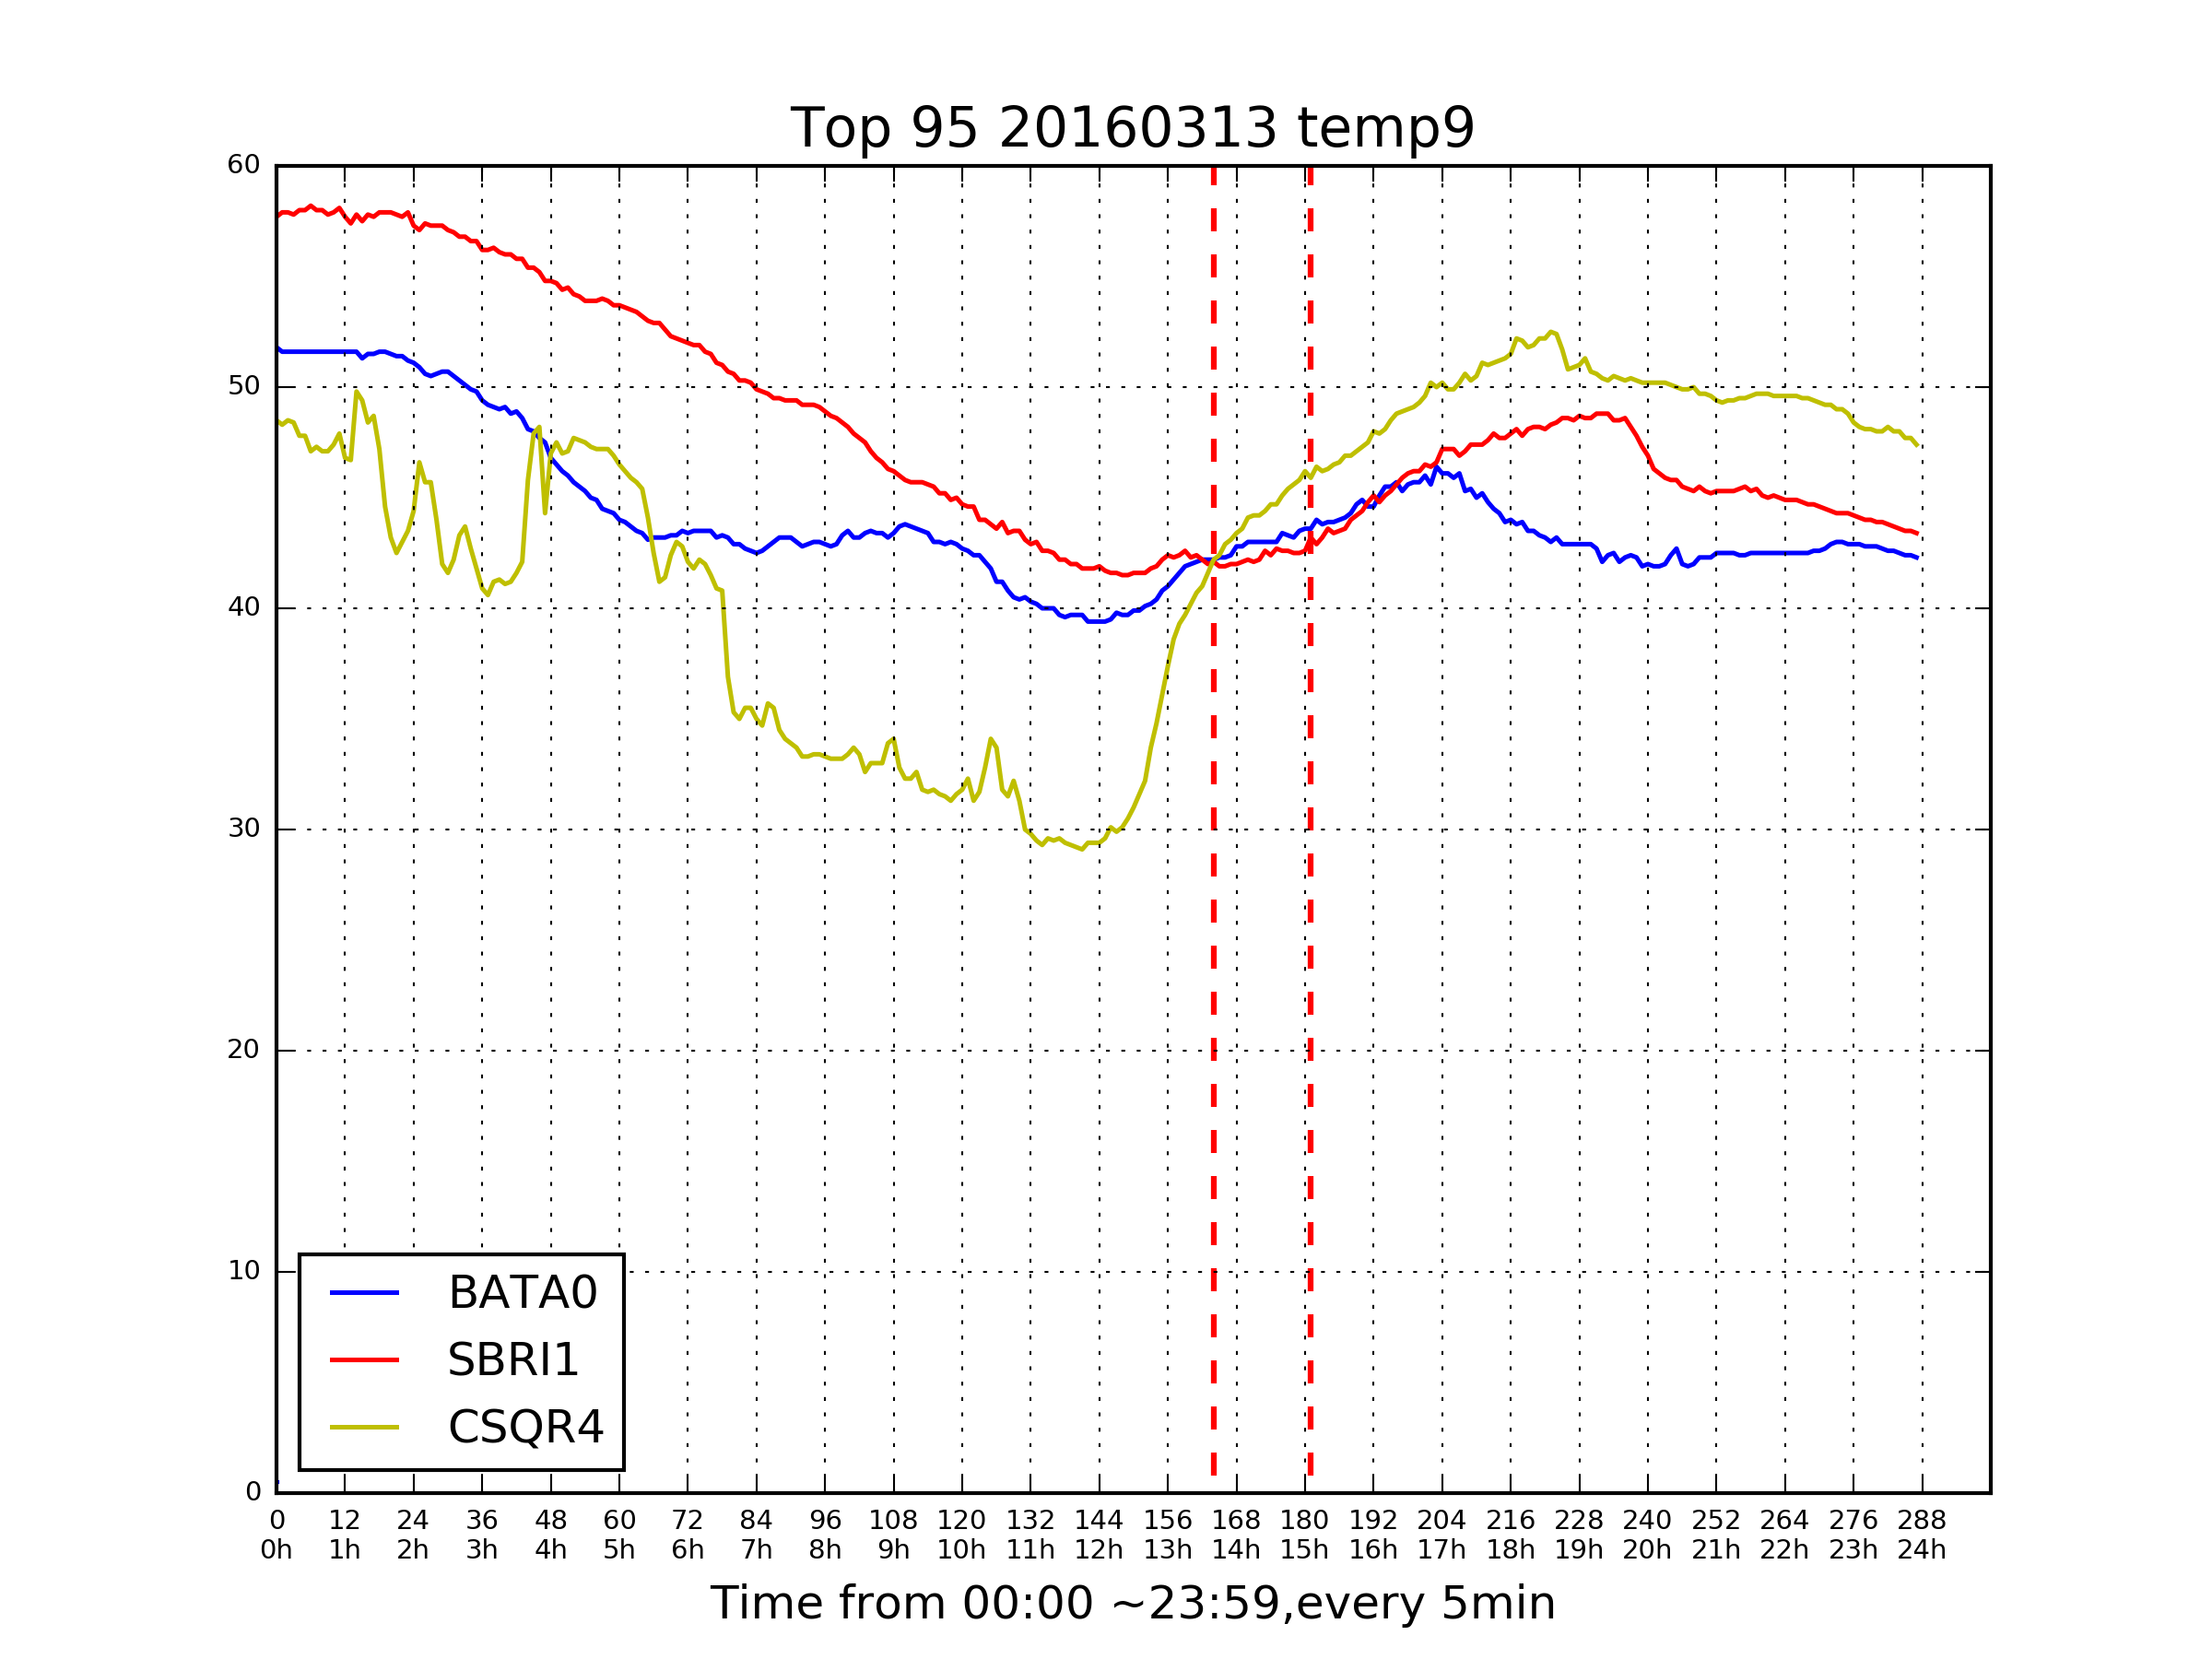 Top 95 20160313 temp9
60
50
40
30
20
10
0
BATA0
SBRI1
CSQR4
0 12 24 36 48 60 72 84 96 108 120 132 144 156 168 180 192 204 216 228 240 252 264 276 288
0h 1h 2h 3h 4h 5h 6h 7h 8h 9h 10h 11h 12h 13h 14h 15h 16h 17h 18h 19h 20h 21h 22h 23h 24h
Time from 00:00 ~23:59,every 5min